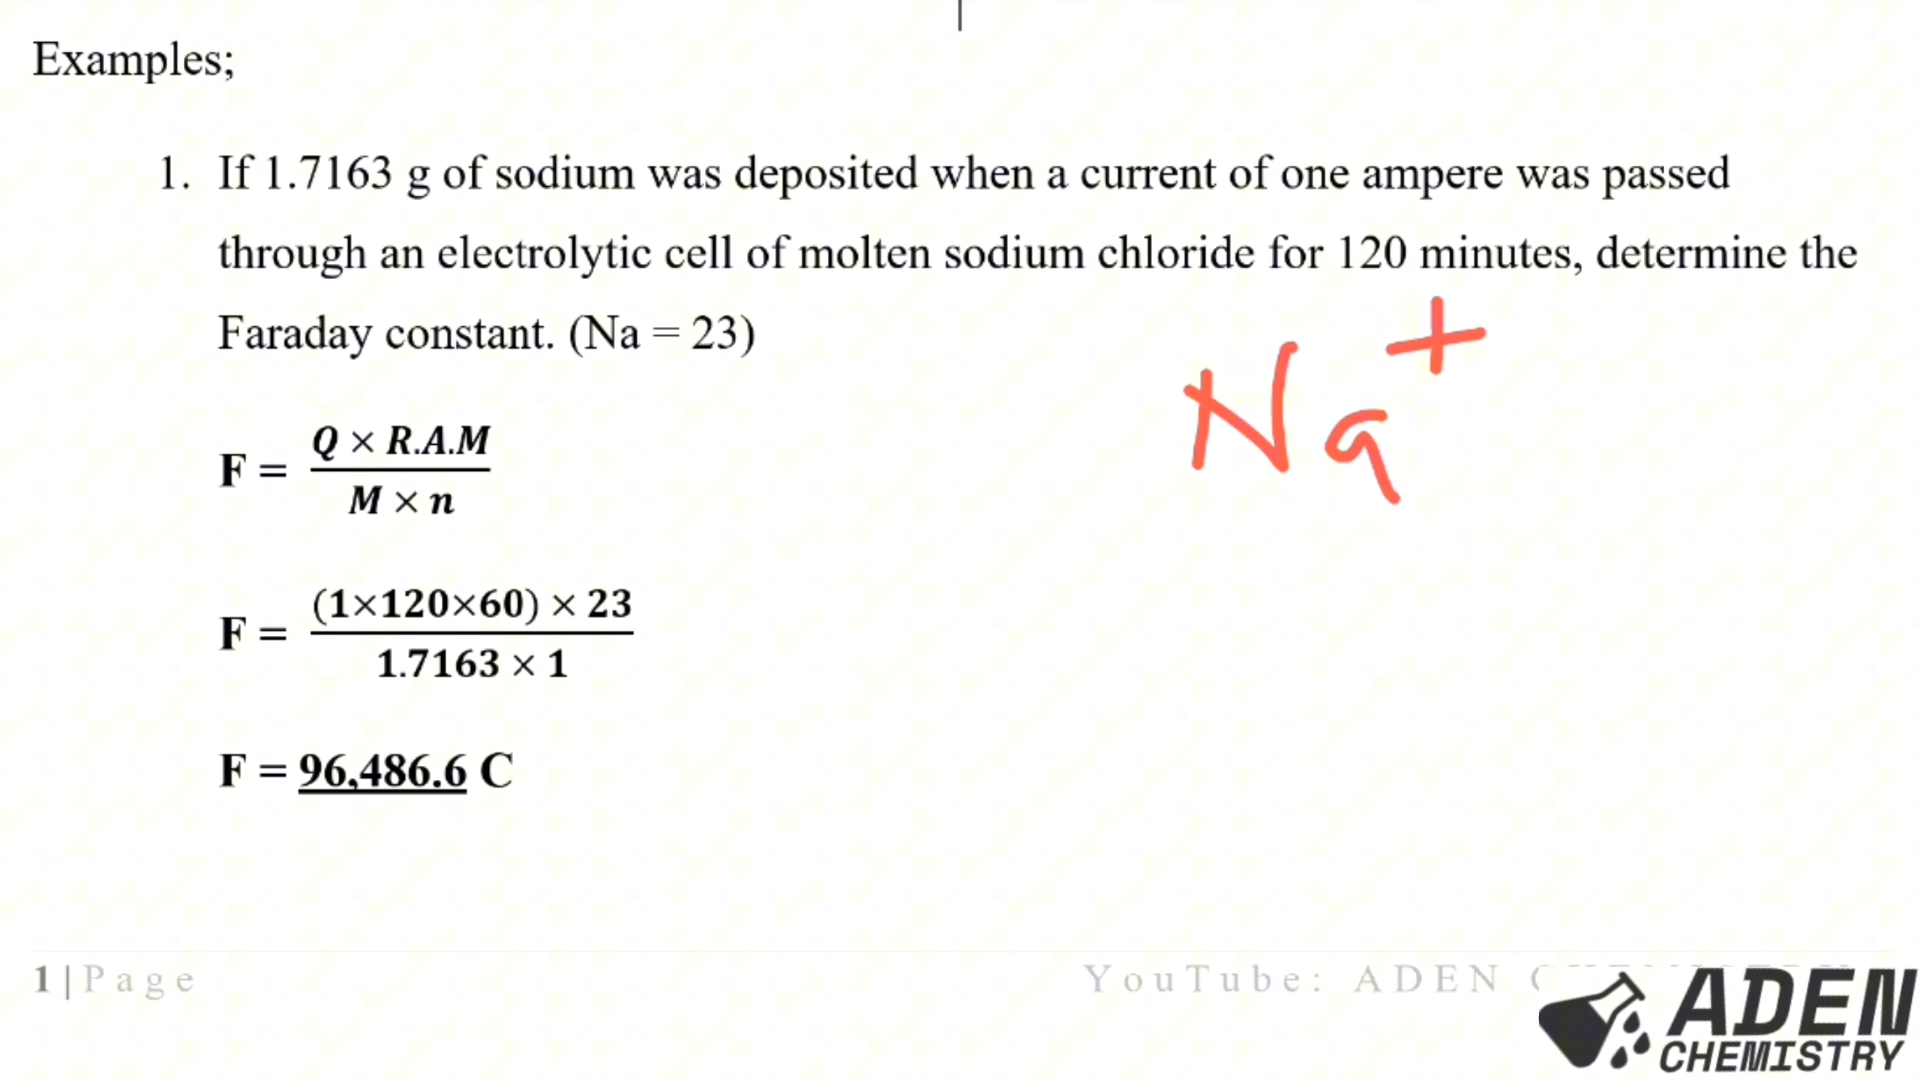 Examples;
1. If 1.7163 g of sodium was deposited when a current of one ampere was passed
through an electrolytic cell of molten sodium chloride for 120 minutes, determine the
Faraday constant. (Na = 23)
Na+
F = Q × R.A.M / M × n
F = (1×120×60) × 23 / 1.7163 × 1
F = 96,486.6 C
1 | Page
YouTube: ADEN
ADEN
CHEMISTRY